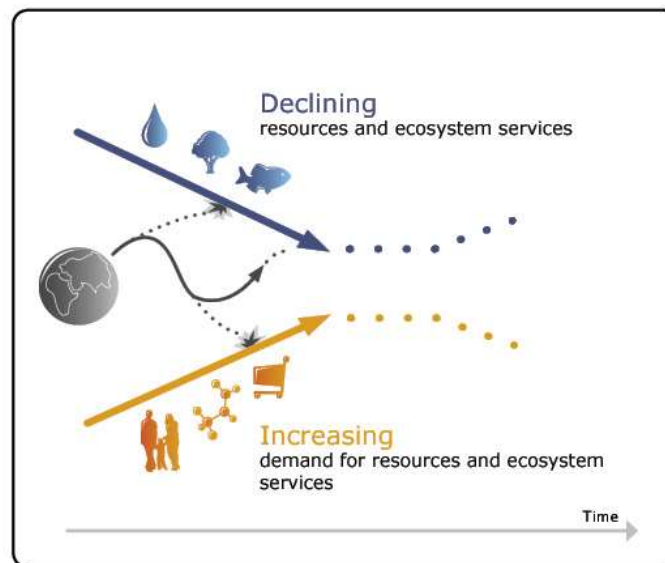 Declining
resources and ecosystem services
Increasing
demand for resources and ecosystem
services
Time